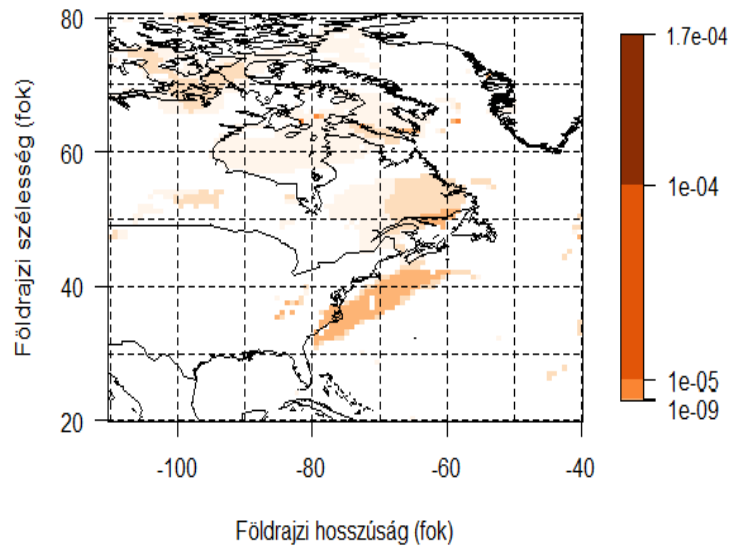 80
60
40
20
-100
-80
-60
-40
Földrajzi szélesség (fok)
Földrajzi hosszúság (fok)
1.7e-04
1e-04
1e-05
1e-09